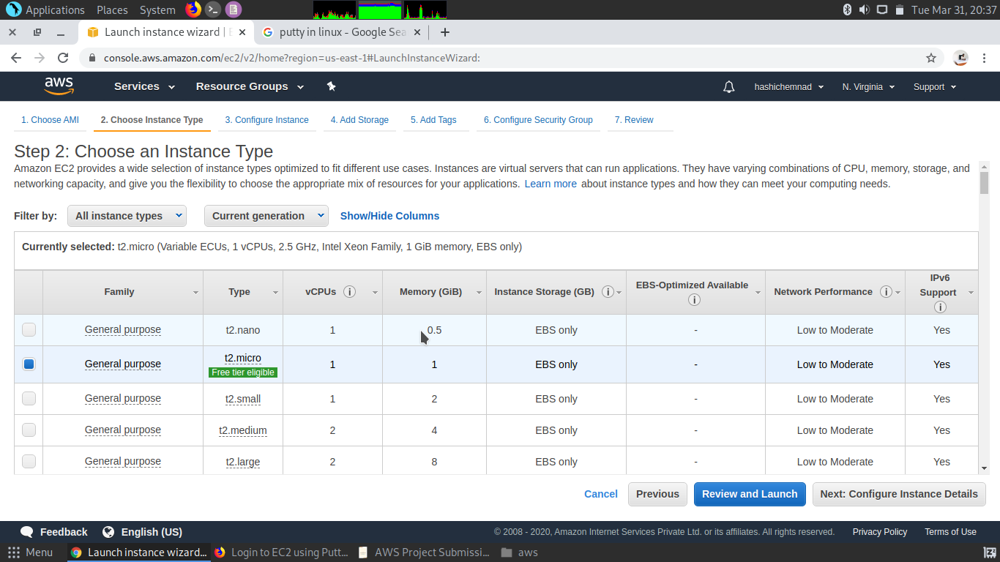 Applications Places System Tue Mar 31, 20:37
Launch instance wizard | E putty in linux - Google Sea
console.aws.amazon.com/ec2/v2/home?region=us-east-1#LaunchInstanceWizard:
aws Services Resource Groups hashichemnad N. Virginia Support
1. Choose AMI 2. Choose Instance Type 3. Configure Instance 4. Add Storage 5. Add Tags 6. Configure Security Group 7. Review
Step 2: Choose an Instance Type
Amazon EC2 provides a wide selection of instance types optimized to fit different use cases. Instances are virtual servers that can run applications. They have varying combinations of CPU, memory, storage, and
networking capacity, and give you the flexibility to choose the appropriate mix of resources for your applications. Learn more about instance types and how they can meet your computing needs.
Filter by: All instance types Current generation Show/Hide Columns
Currently selected: t2.micro (Variable ECUs, 1 vCPUs, 2.5 GHz, Intel Xeon Family, 1 GiB memory, EBS only)
Family Type vCPUs i Memory (GiB) Instance Storage (GB) i EBS-Optimized Available i Network Performance i IPv6 Support i
General purpose t2.nano 1 0.5 EBS only - Low to Moderate Yes
General purpose t2.micro Free tier eligible 1 1 EBS only - Low to Moderate Yes
General purpose t2.small 1 2 EBS only - Low to Moderate Yes
General purpose t2.medium 2 4 EBS only - Low to Moderate Yes
General purpose t2.large 2 8 EBS only - Low to Moderate Yes
Cancel Previous Review and Launch Next: Configure Instance Details
Feedback English (US) © 2008 - 2020, Amazon Internet Services Private Ltd. or its affiliates. All rights reserved. Privacy Policy Terms of Use
Menu Launch instance wizard... Login to EC2 using Putt... AWS Project Submissi... aws